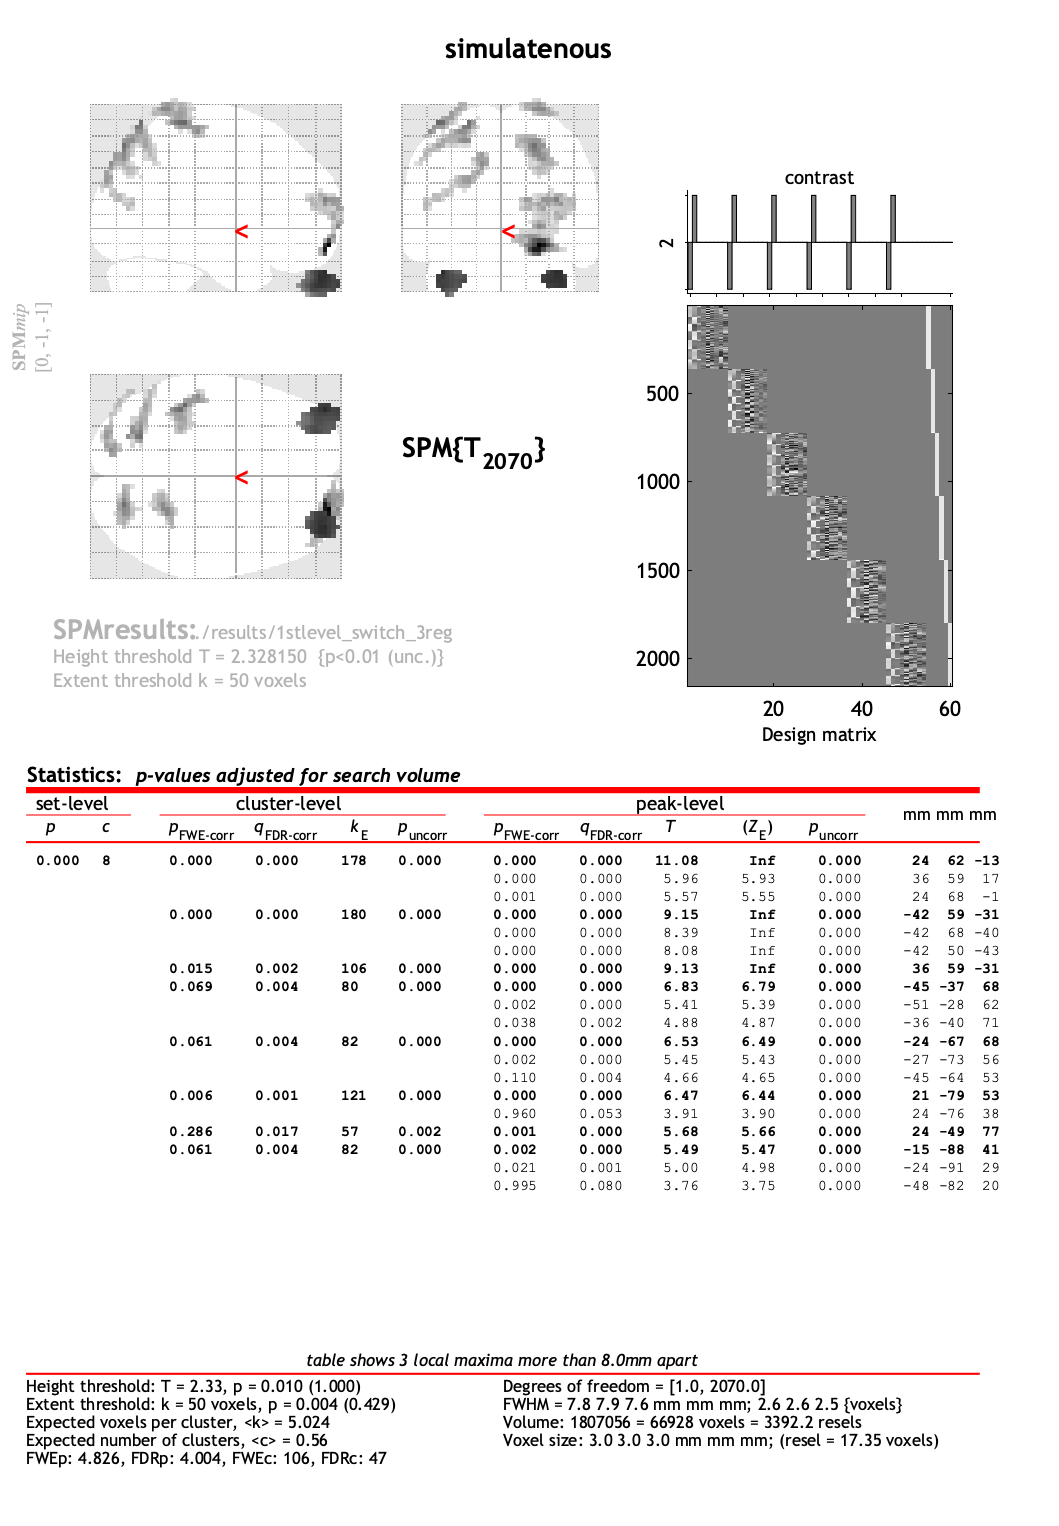 simulatenous
contrast
2
SPMmip
[0, -1, -1]
<
<
<
SPM{T2070}
500
1000
1500
2000
20 40 60
Design matrix
SPMresults: ./results/1stlevel_switch_3reg
Height threshold T = 2.328150 {p<0.01 (unc.)}
Extent threshold k = 50 voxels
Statistics: p-values adjusted for search volume
set-level cluster-level peak-level mm mm mm
p c pFWE-corr qFDR-corr kE puncorr pFWE-corr qFDR-corr T (ZE) puncorr
0.000 8 0.000 0.000 178 0.000 0.000 0.000 11.08 Inf 0.000 24 62 -13
0.000 0.000 5.96 5.93 0.000 36 59 17
0.001 0.000 5.57 5.55 0.000 24 68 -1
0.000 0.000 180 0.000 0.000 0.000 9.15 Inf 0.000 -42 59 -31
0.000 0.000 8.39 Inf 0.000 -42 68 -40
0.000 0.000 8.08 Inf 0.000 -42 50 -43
0.015 0.002 106 0.000 0.000 0.000 9.13 Inf 0.000 36 59 -31
0.069 0.004 80 0.000 0.000 0.000 6.83 6.79 0.000 -45 -37 68
0.002 0.000 5.41 5.39 0.000 -51 -28 62
0.038 0.002 4.88 4.87 0.000 -36 -40 71
0.061 0.004 82 0.000 0.000 0.000 6.53 6.49 0.000 -24 -67 68
0.002 0.000 5.45 5.43 0.000 -27 -73 56
0.110 0.004 4.66 4.65 0.000 -45 -64 53
0.006 0.001 121 0.000 0.000 0.000 6.47 6.44 0.000 21 -79 53
0.960 0.053 3.91 3.90 0.000 24 -76 38
0.286 0.017 57 0.002 0.001 0.000 5.68 5.66 0.000 24 -49 77
0.061 0.004 82 0.000 0.002 0.000 5.49 5.47 0.000 -15 -88 41
0.021 0.001 5.00 4.98 0.000 -24 -91 29
0.995 0.080 3.76 3.75 0.000 -48 -82 20
table shows 3 local maxima more than 8.0mm apart
Height threshold: T = 2.33, p = 0.010 (1.000)
Extent threshold: k = 50 voxels, p = 0.004 (0.429)
Expected voxels per cluster, <k> = 5.024
Expected number of clusters, <c> = 0.56
FWEp: 4.826, FDRp: 4.004, FWEc: 106, FDRc: 47
Degrees of freedom = [1.0, 2070.0]
FWHM = 7.8 7.9 7.6 mm mm mm; 2.6 2.6 2.5 {voxels}
Volume: 1807056 = 66928 voxels = 3392.2 resels
Voxel size: 3.0 3.0 3.0 mm mm mm; (resel = 17.35 voxels)